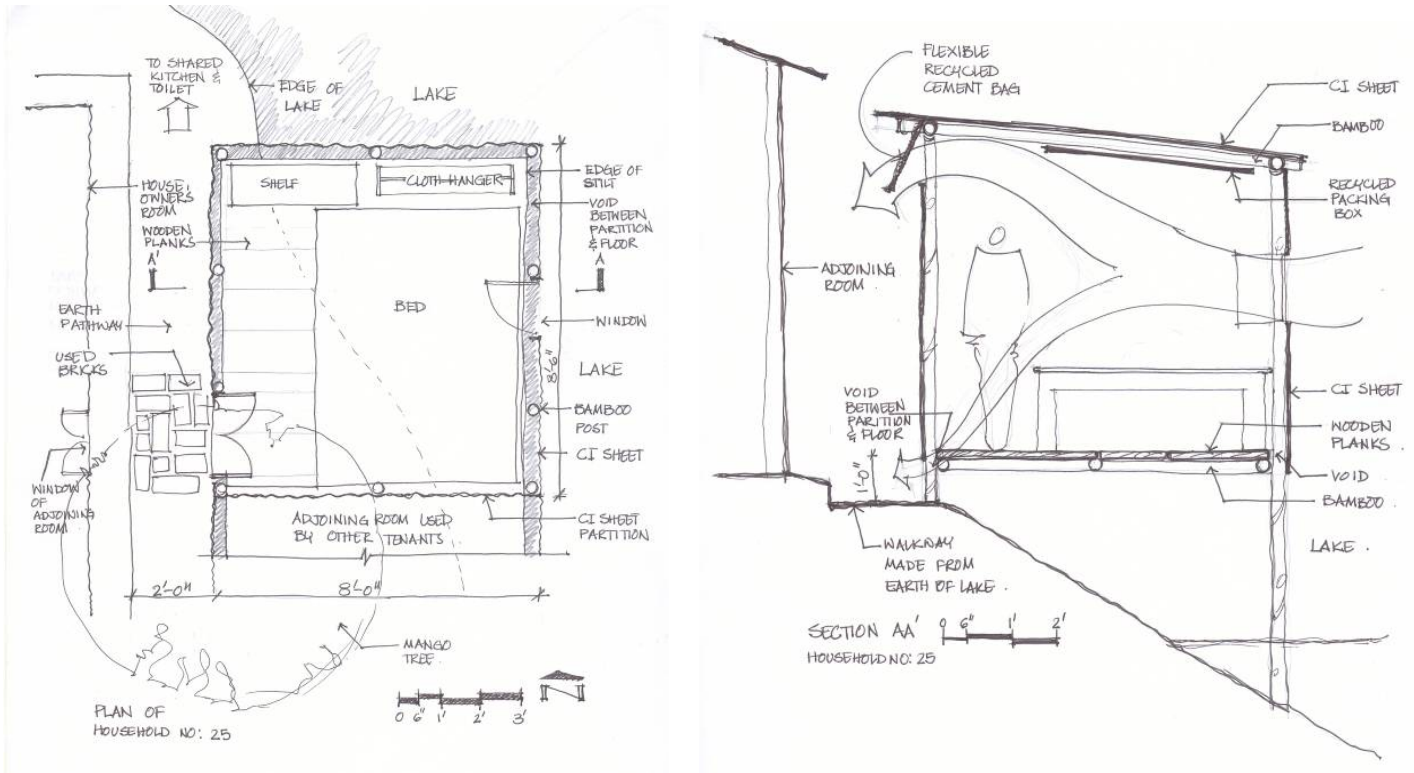 TO SHARED
KITCHEN &
TOILET
EDGE OF
LAKE
LAKE
HOUSE
OWNERS
ROOM
SHELF
CLOTH HANGER
EDGE OF
STILT
VOID
BETWEEN
PARTITION
& FLOOR
WOODEN
PLANKS
A'
A
BED
EARTH
PATHWAY
WINDOW
USED
BRICKS
8'-6"
LAKE
BAMBOO
POST
CI SHEET
WINDOW
OF
ADJOINING
ROOM
ADJOINING ROOM USED
BY OTHER TENANTS
CI SHEET
PARTITION
2'-0"
8'-0"
MANGO
TREE.
N
0 6" 1' 2' 3'
PLAN OF
HOUSEHOLD NO: 25
FLEXIBLE
RECYCLED
CEMENT BAG
CI SHEET
BAMBOO
RECYCLED
PACKING
BOX
ADJOINING
ROOM.
VOID
BETWEEN
PARITION
& FLOOR
1'-0"
CI SHEET
WOODEN
PLANKS.
VOID
BAMBOO
LAKE.
WALKWAY
MADE FROM
EARTH OF LAKE.
SECTION AA'
0 6" 1' 2'
HOUSEHOLD NO: 25